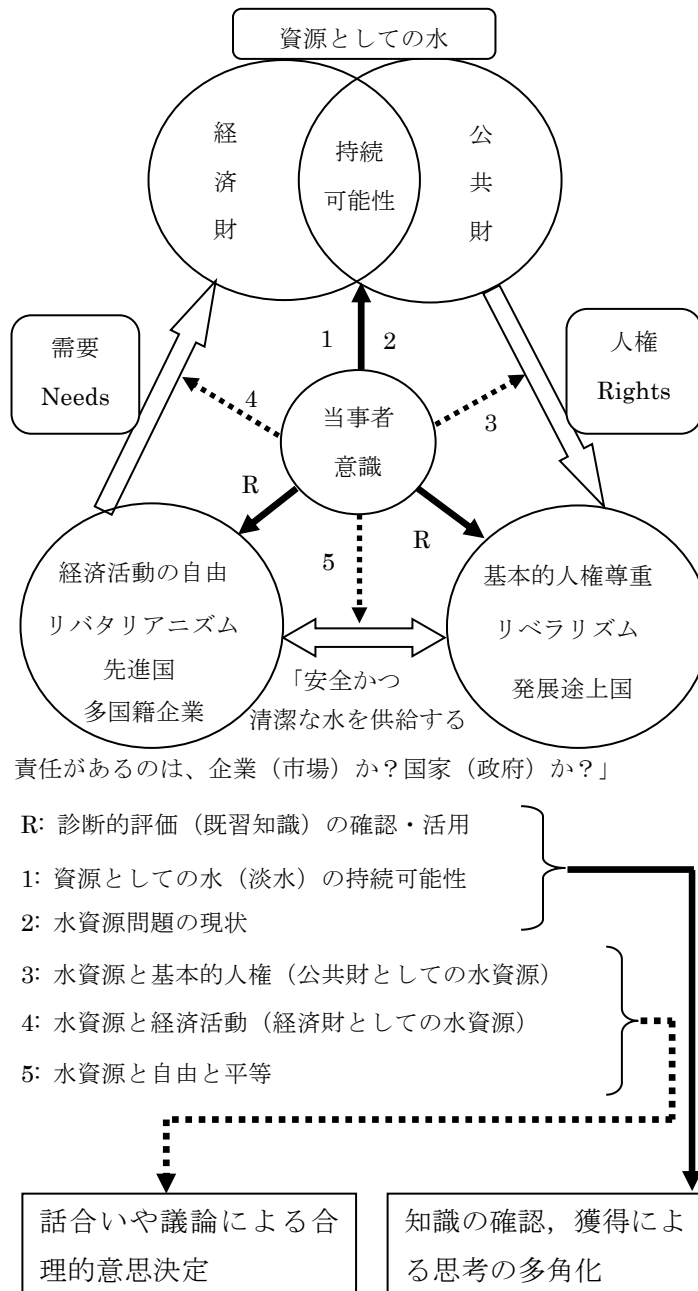 資源としての水
経済財
持続
可能性
公共財
需要
Needs
人権
Rights
1
2
4
3
当事者
意識
R
R
5
経済活動の自由
リバタリアニズム
先進国
多国籍企業
基本的人権尊重
リベラリズム
発展途上国
「安全かつ
清潔な水を供給する
責任があるのは、企業（市場）か？国家（政府）か？」
R: 診断的評価（既習知識）の確認・活用
1: 資源としての水（淡水）の持続可能性
2: 水資源問題の現状
3: 水資源と基本的人権（公共財としての水資源）
4: 水資源と経済活動（経済財としての水資源）
5: 水資源と自由と平等
話合いや議論による合
理的意思決定
知識の確認，獲得によ
る思考の多角化